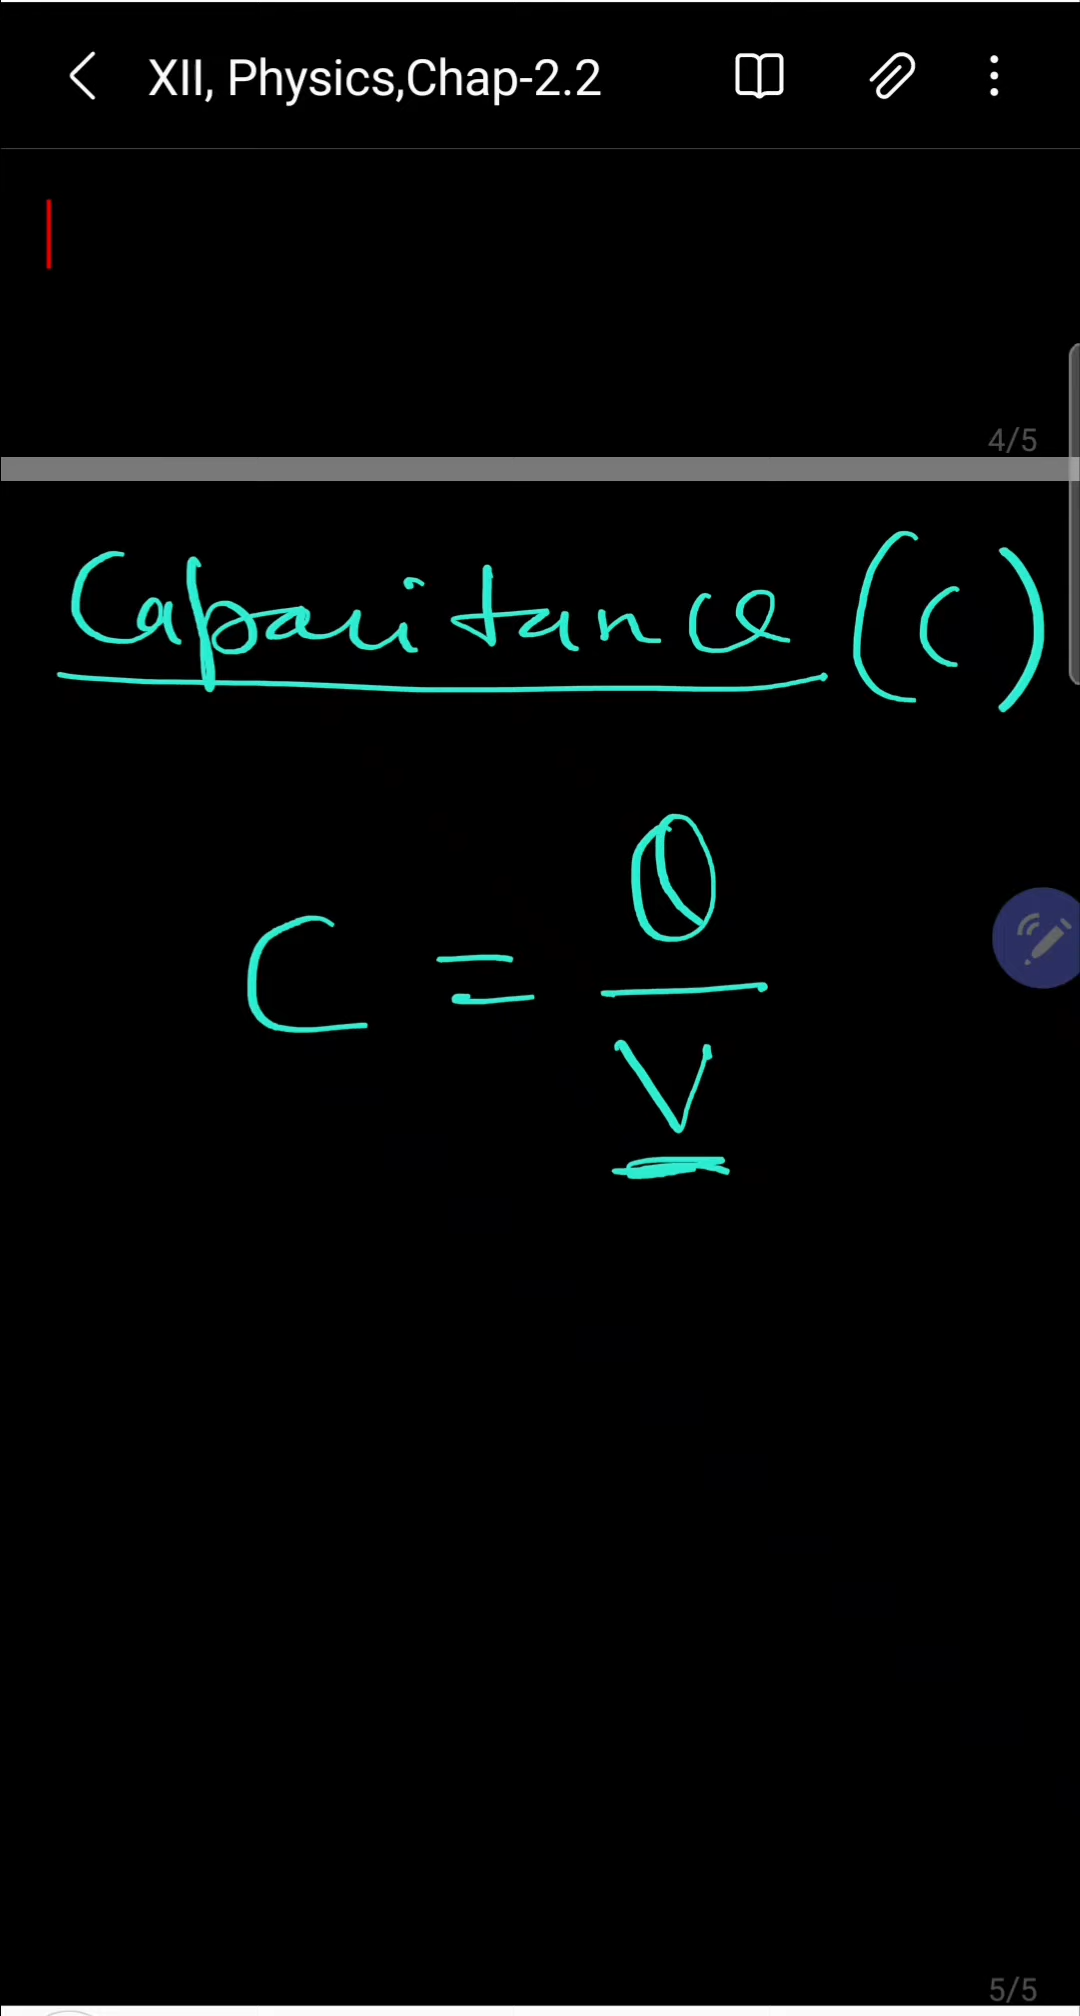 XII, Physics,Chap-2.2
4/5
Capacitance (C)
C = Q
V
5/5